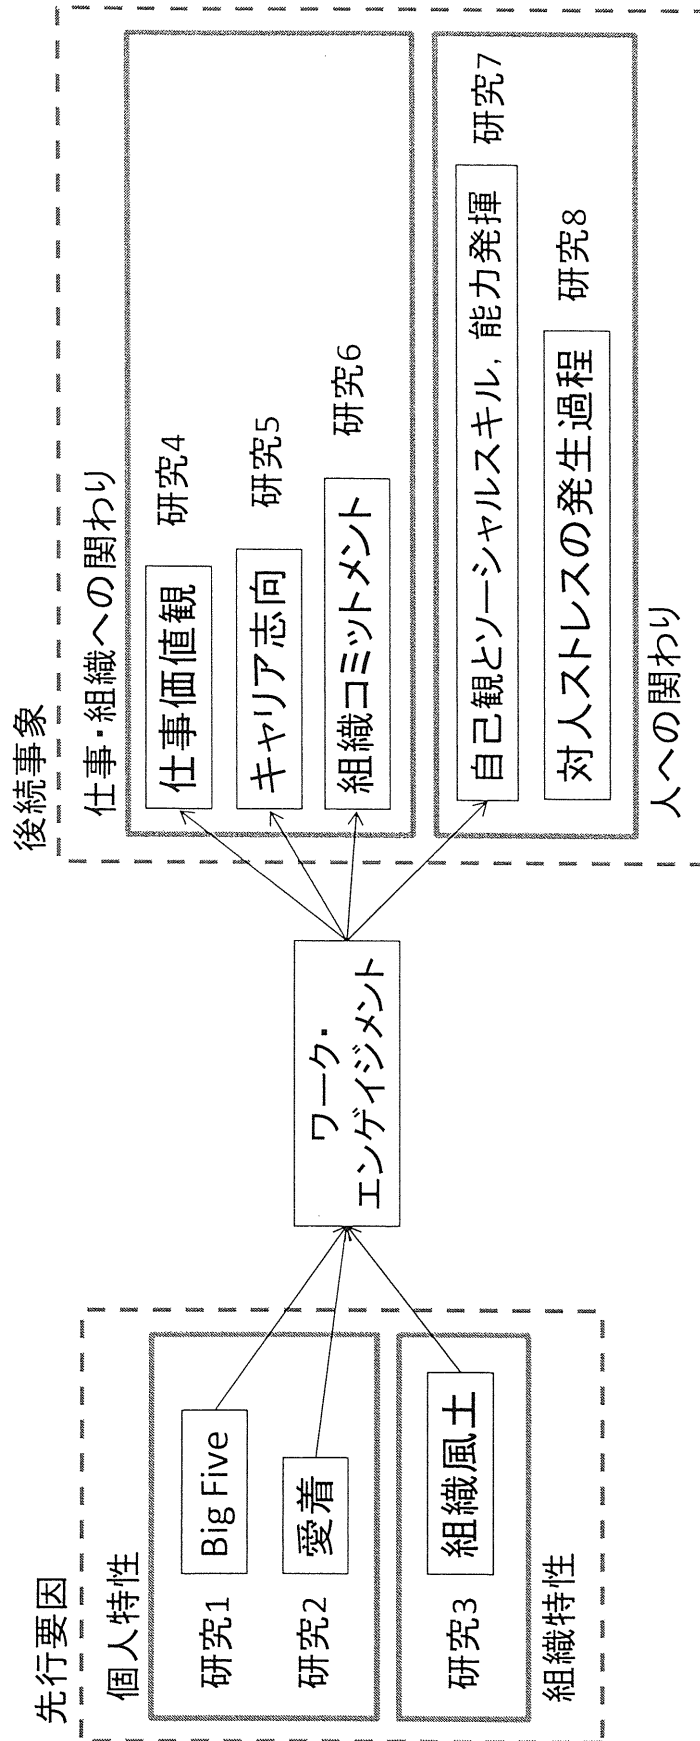 先行要因
個人特性
研究1
Big Five
研究2
愛着
研究3
組織風土
組織特性
ワーク・
エンゲイジメント
後続事象
仕事・組織への関わり
仕事価値観
研究4
キャリア志向
研究5
組織コミットメント
研究6
自己観とソーシャルスキル, 能力発揮
研究7
対人ストレスの発生過程
研究8
人への関わり